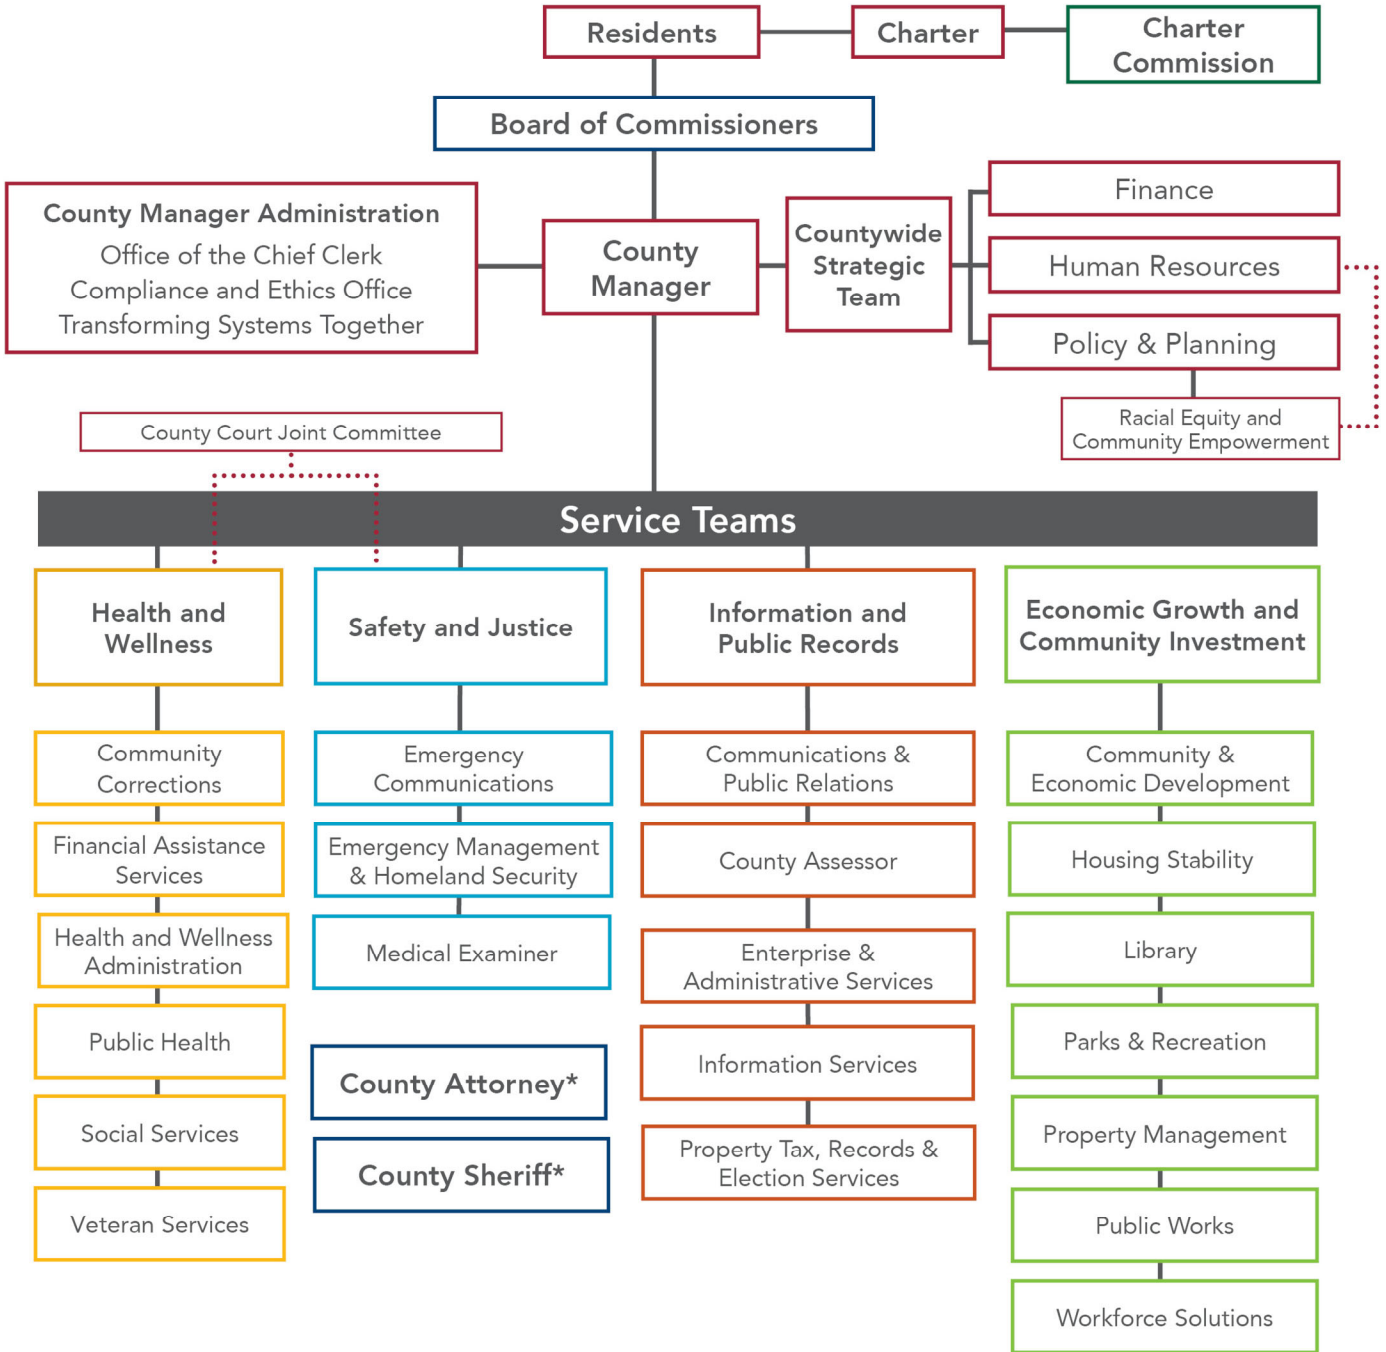 Residents
Charter
Charter
Commission
Board of Commissioners
County Manager Administration
Office of the Chief Clerk
Compliance and Ethics Office
Transforming Systems Together
County
Manager
Countywide
Strategic
Team
Finance
Human Resources
Policy & Planning
Racial Equity and
Community Empowerment
County Court Joint Committee
Service Teams
Health and
Wellness
Community
Corrections
Financial Assistance
Services
Health and Wellness
Administration
Public Health
Social Services
Veteran Services
Safety and Justice
Emergency
Communications
Emergency Management
& Homeland Security
Medical Examiner
County Attorney*
County Sheriff*
Information and
Public Records
Communications &
Public Relations
County Assessor
Enterprise &
Administrative Services
Information Services
Property Tax, Records &
Election Services
Economic Growth and
Community Investment
Community &
Economic Development
Housing Stability
Library
Parks & Recreation
Property Management
Public Works
Workforce Solutions